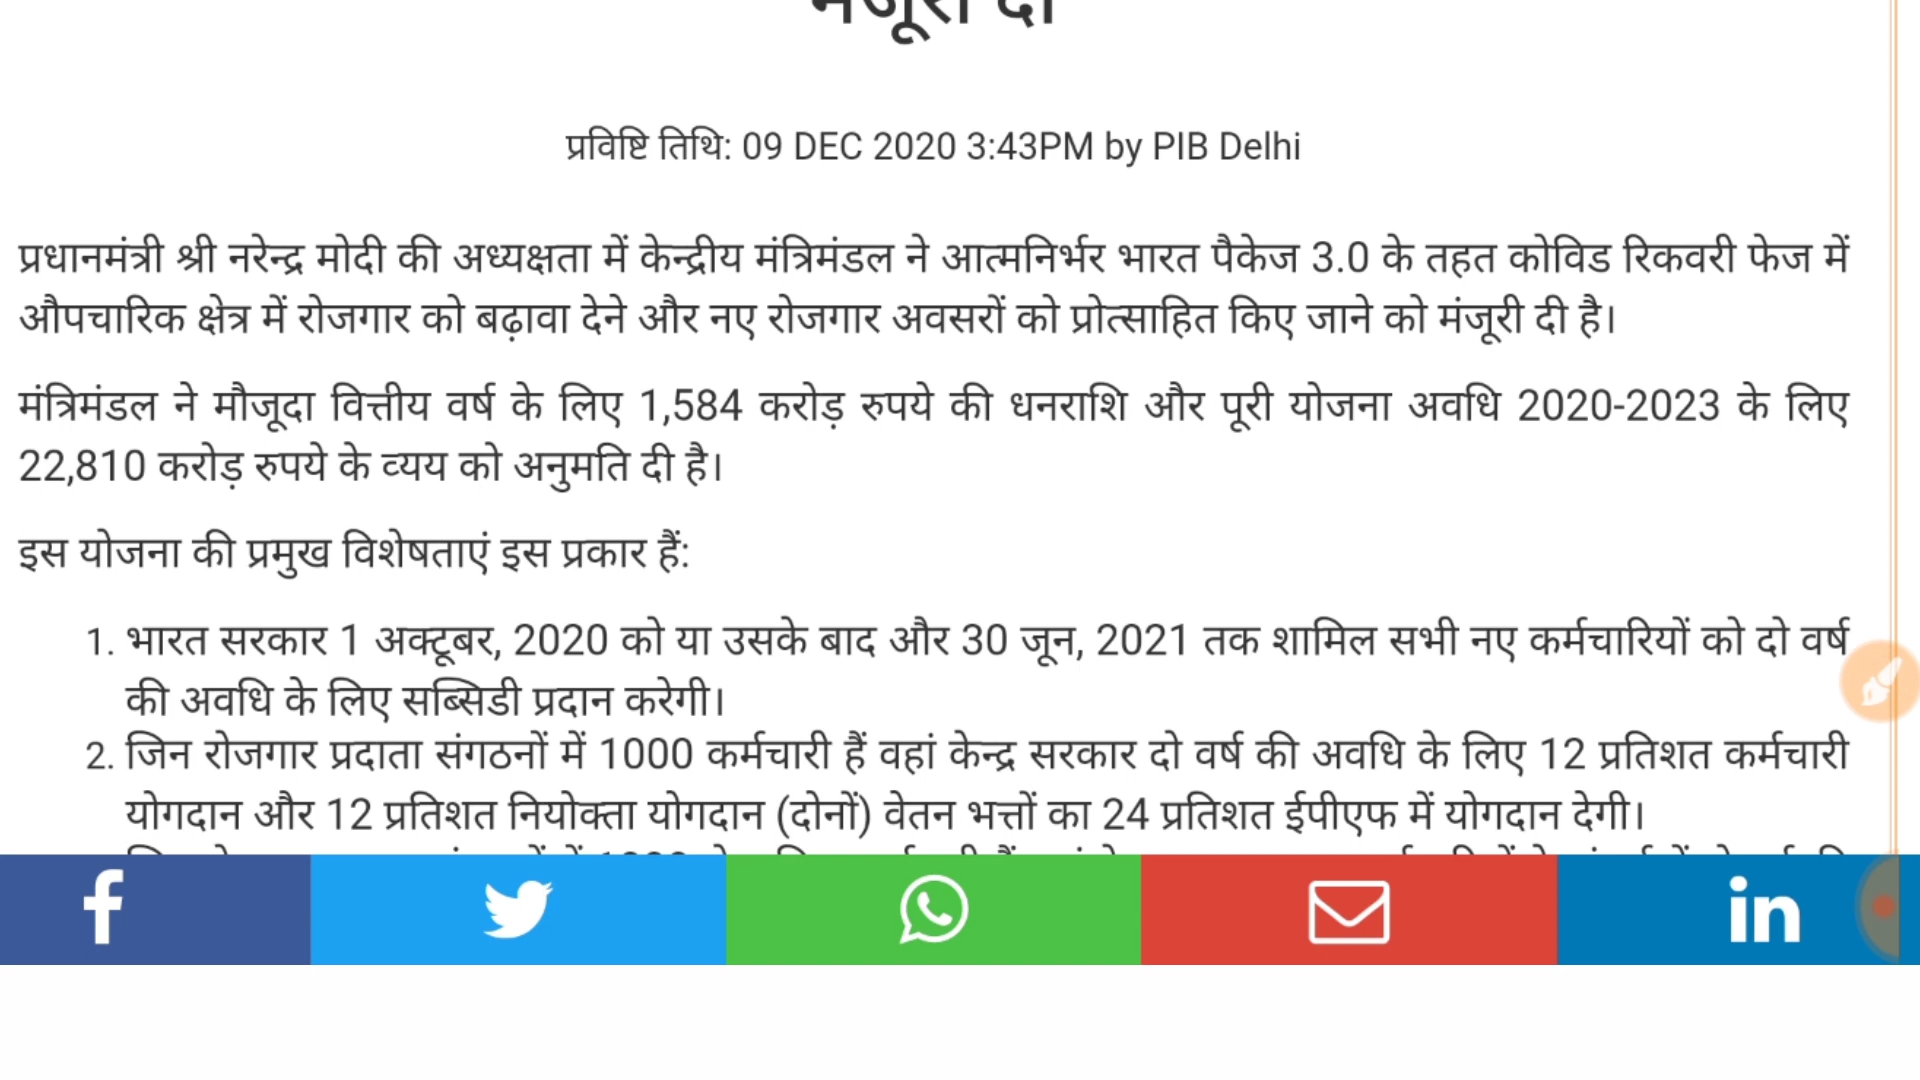 मंजूरी दी
प्रविष्टि तिथि: 09 DEC 2020 3:43PM by PIB Delhi
प्रधानमंत्री श्री नरेन्द्र मोदी की अध्यक्षता में केन्द्रीय मंत्रिमंडल ने आत्मनिर्भर भारत पैकेज 3.0 के तहत कोविड रिकवरी फेज में
औपचारिक क्षेत्र में रोजगार को बढ़ावा देने और नए रोजगार अवसरों को प्रोत्साहित किए जाने को मंजूरी दी है।
मंत्रिमंडल ने मौजूदा वित्तीय वर्ष के लिए 1,584 करोड़ रुपये की धनराशि और पूरी योजना अवधि 2020-2023 के लिए
22,810 करोड़ रुपये के व्यय को अनुमति दी है।
इस योजना की प्रमुख विशेषताएं इस प्रकार हैं:
1. भारत सरकार 1 अक्टूबर, 2020 को या उसके बाद और 30 जून, 2021 तक शामिल सभी नए कर्मचारियों को दो वर्ष
की अवधि के लिए सब्सिडी प्रदान करेगी।
2. जिन रोजगार प्रदाता संगठनों में 1000 कर्मचारी हैं वहां केन्द्र सरकार दो वर्ष की अवधि के लिए 12 प्रतिशत कर्मचारी
योगदान और 12 प्रतिशत नियोक्ता योगदान (दोनों) वेतन भत्तों का 24 प्रतिशत ईपीएफ में योगदान देगी।